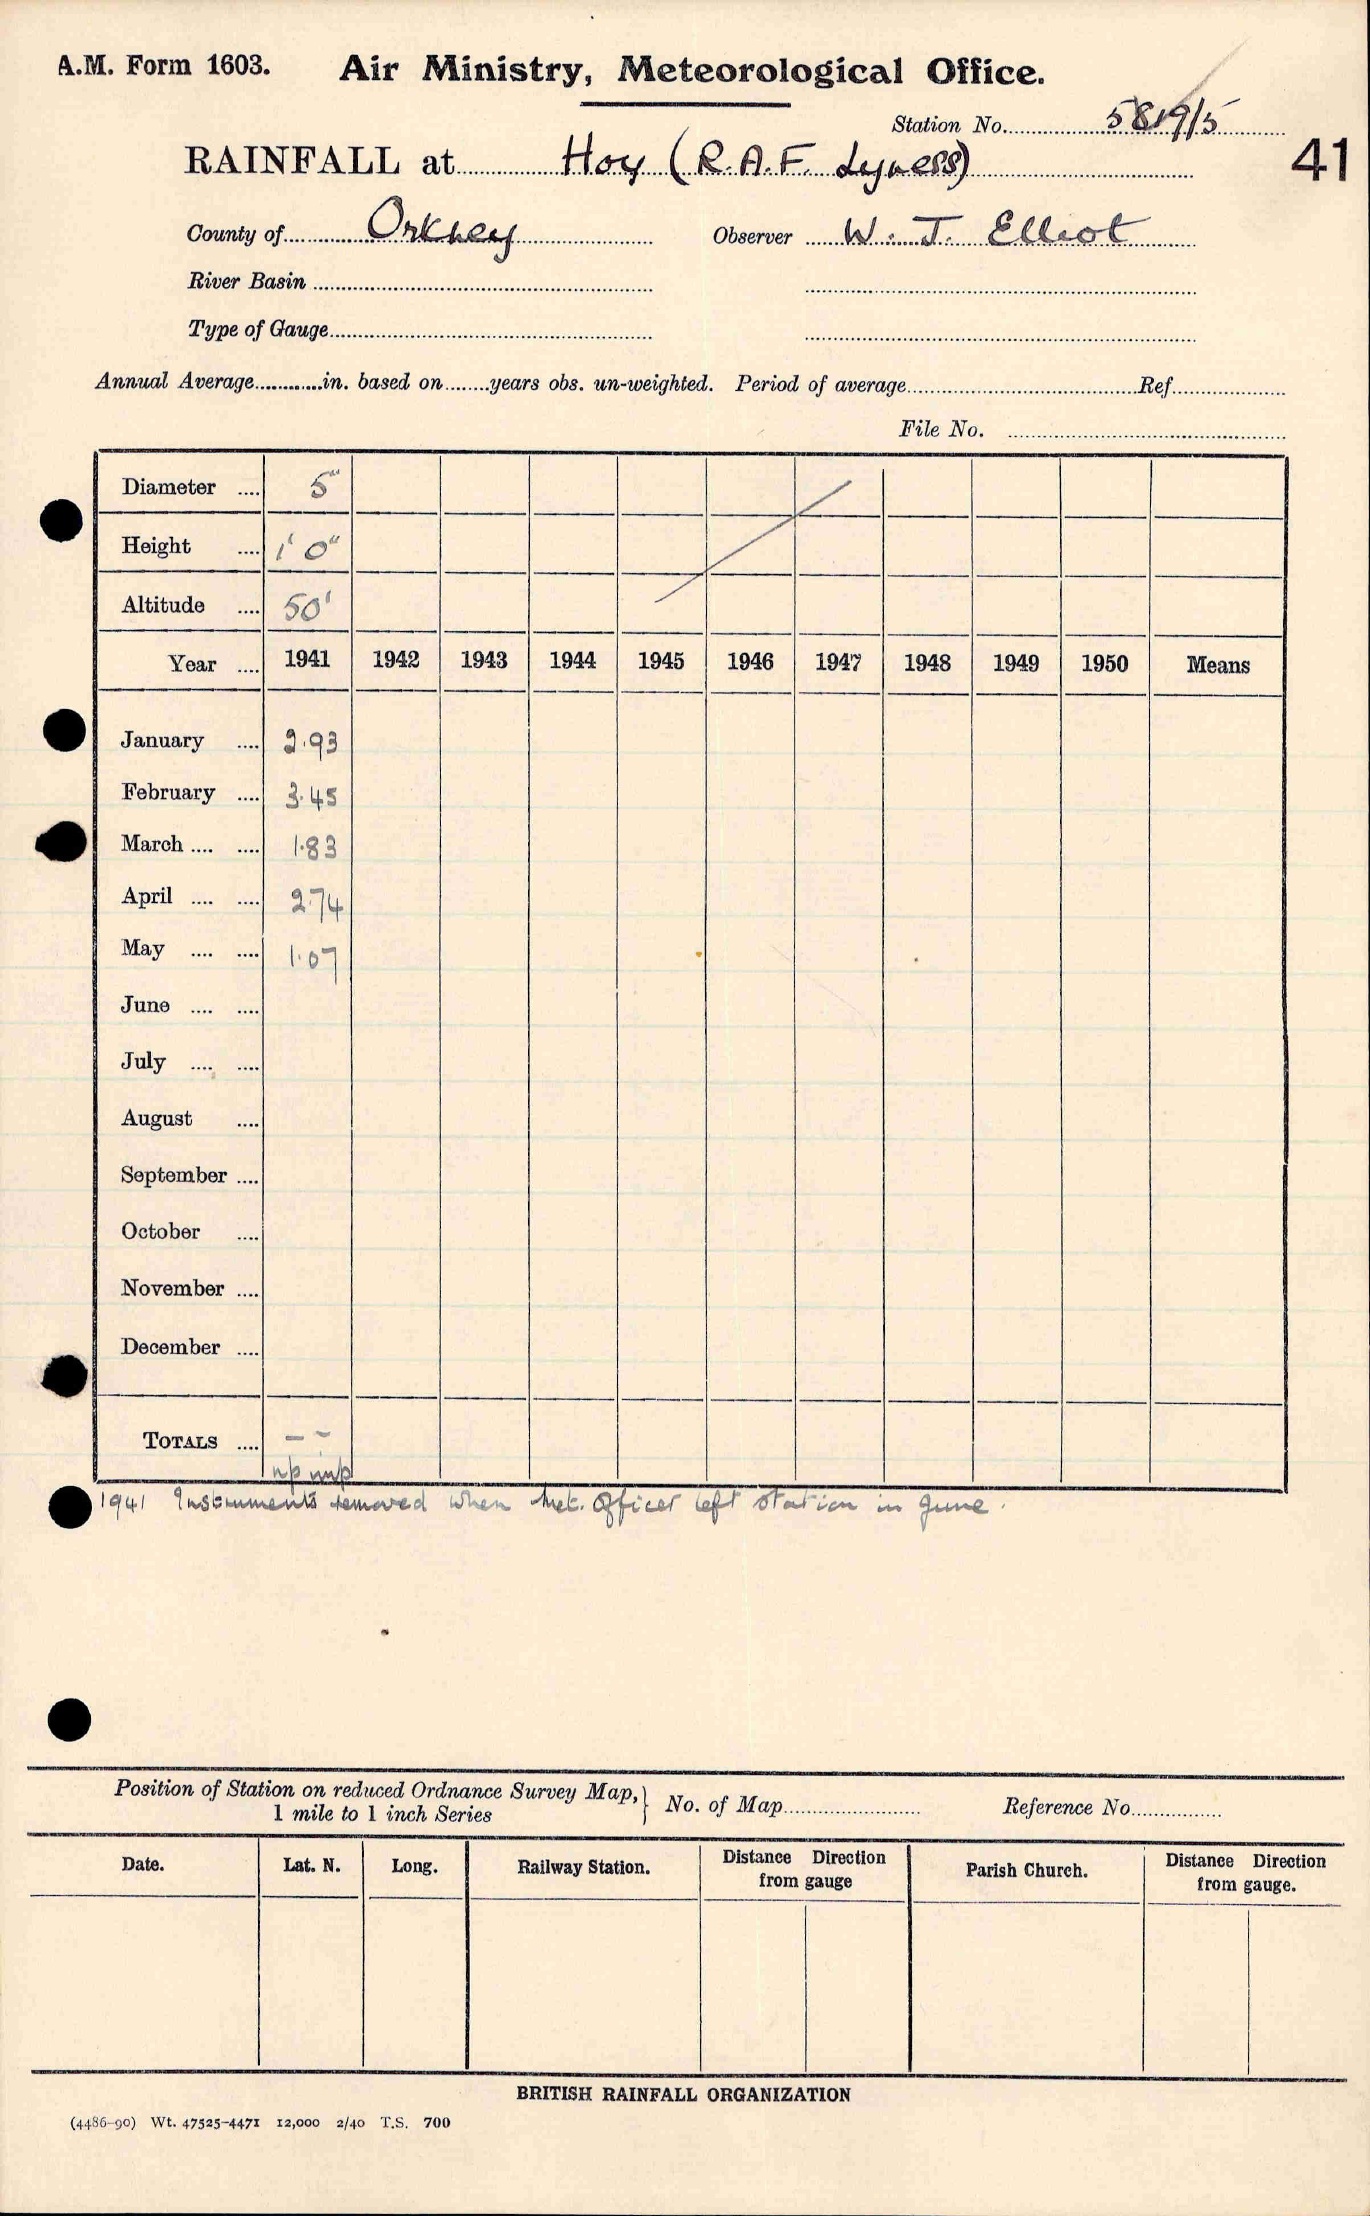 A.M. Form 1603. Air Ministry, Meteorological Office.
Station No. 5819/5
41
RAINFALL at Hoy (R.A.F. Lyness)
County of Orkney Observer W. J. Elliot
River Basin
Type of Gauge
Annual Average in. based on years obs. un-weighted. Period of average Ref
File No.
Diameter .... 5"
Height .... 1' 0"
Altitude .... 50'
Year .... 1941 1942 1943 1944 1945 1946 1947 1948 1949 1950 Means
January .... 2.93
February .... 3.45
March .... .... 1.83
April .... .... 2.74
May .... .... 1.07
June .... ....
July .... ....
August ....
September ....
October ....
November ....
December ....
TOTALS .... – –
np mp
1941 Instruments removed when Met. Officer left station in June.
Position of Station on reduced Ordnance Survey Map,} No. of Map Reference No.
1 mile to 1 inch Series
Date. Lat. N. Long. Railway Station. Distance Direction from gauge Parish Church. Distance Direction from gauge.
BRITISH RAINFALL ORGANIZATION
(4486–90) Wt. 47525–4471 12,000 2/40 T.S. 700